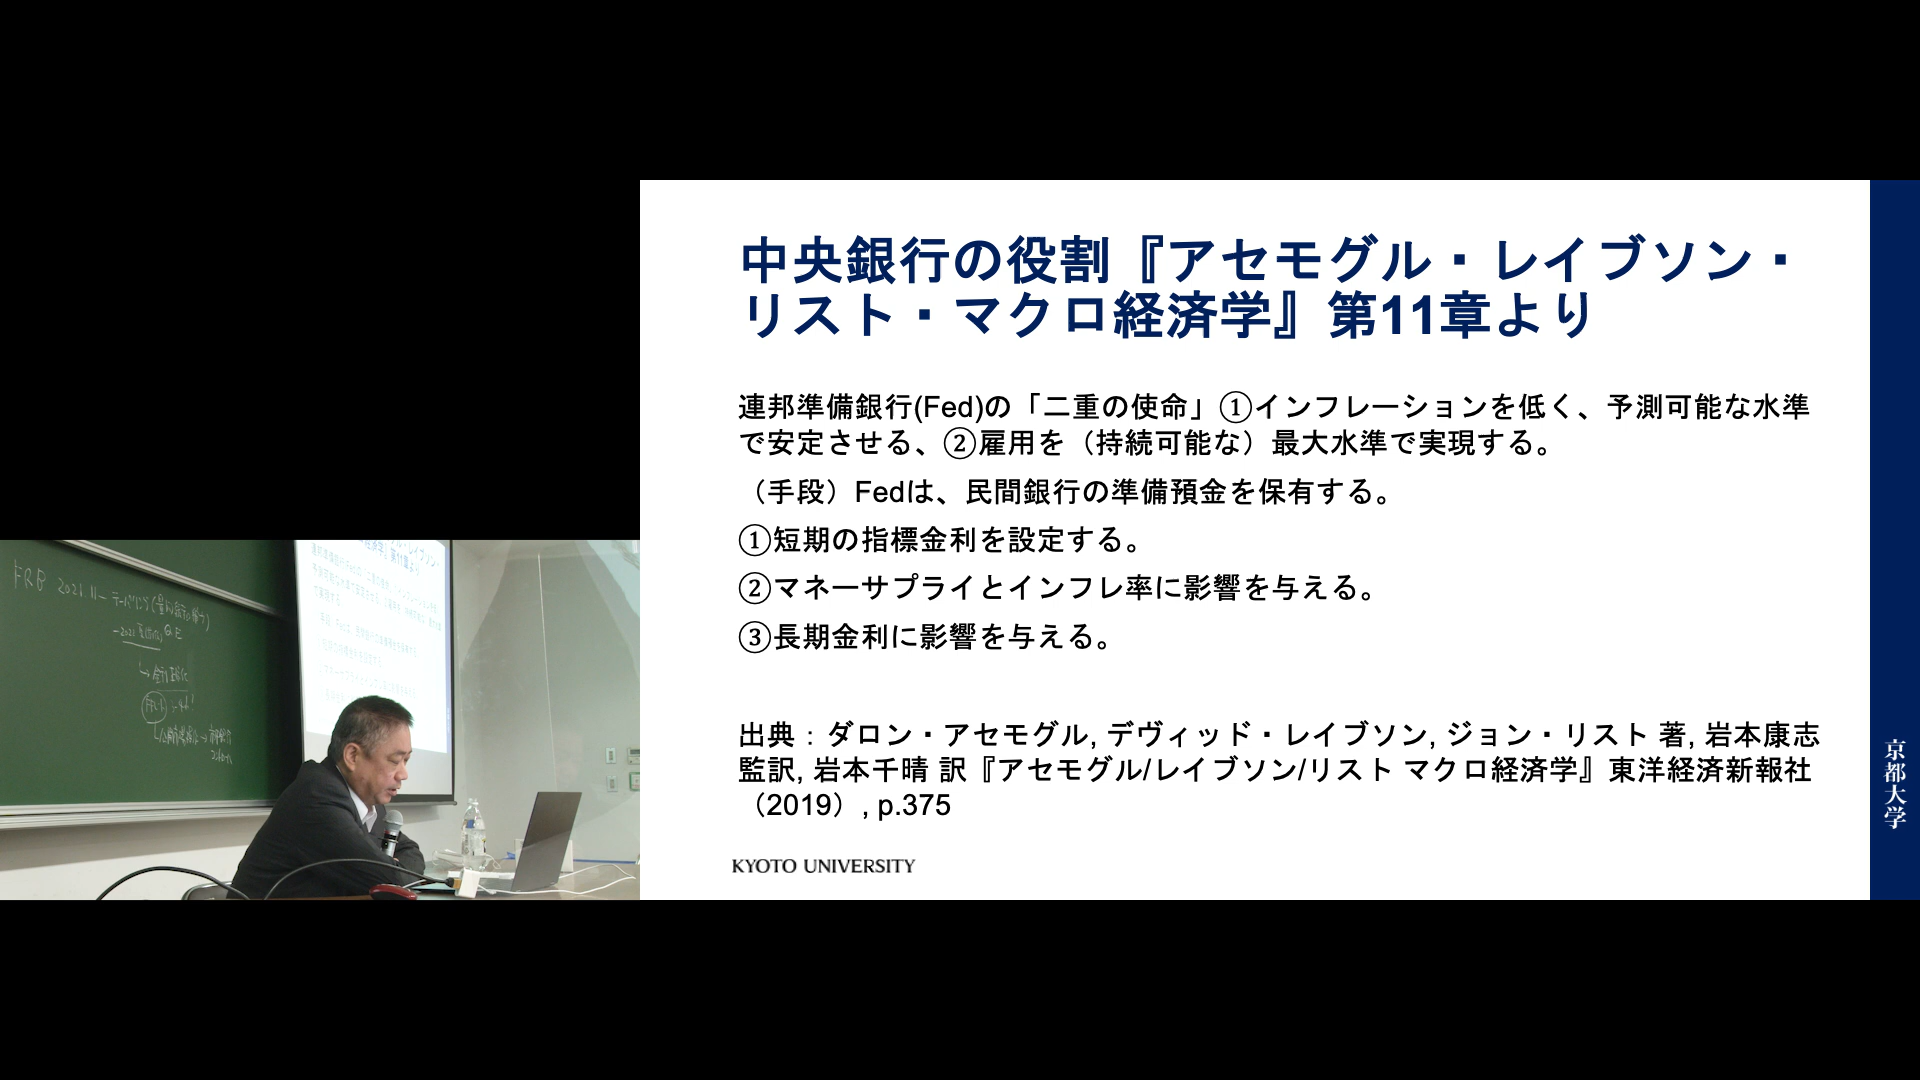 中央銀行の役割『アセモグル・レイブソン・
リスト・マクロ経済学』第11章より
連邦準備銀行(Fed)の「二重の使命」①インフレーションを低く、予測可能な水準
で安定させる、②雇用を（持続可能な）最大水準で実現する。
（手段）Fedは、民間銀行の準備預金を保有する。
①短期の指標金利を設定する。
②マネーサプライとインフレ率に影響を与える。
③長期金利に影響を与える。
出典：ダロン・アセモグル, デヴィッド・レイブソン, ジョン・リスト 著, 岩本康志
監訳, 岩本千晴 訳『アセモグル/レイブソン/リスト マクロ経済学』東洋経済新報社
（2019）, p.375
KYOTO UNIVERSITY
京都大学
FRB 2021.11ー テーパリング
QE